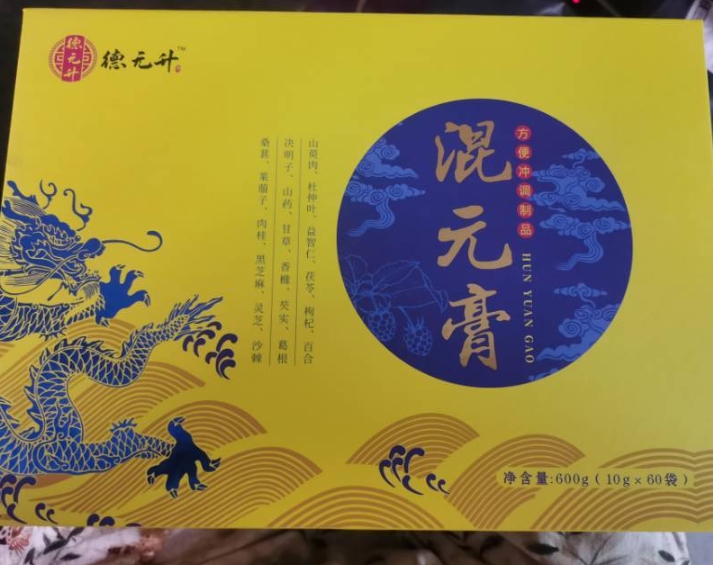 德元升
德元升™
方便冲调制品
混元膏
HUN YUAN GAO
山萸肉、杜仲叶、益智仁、茯苓、枸杞、百合
决明子、山药、甘草、香橼、芡实、葛根
桑葚、莱菔子、肉桂、黑芝麻、灵芝、沙棘
净含量:600g(10g×60袋)